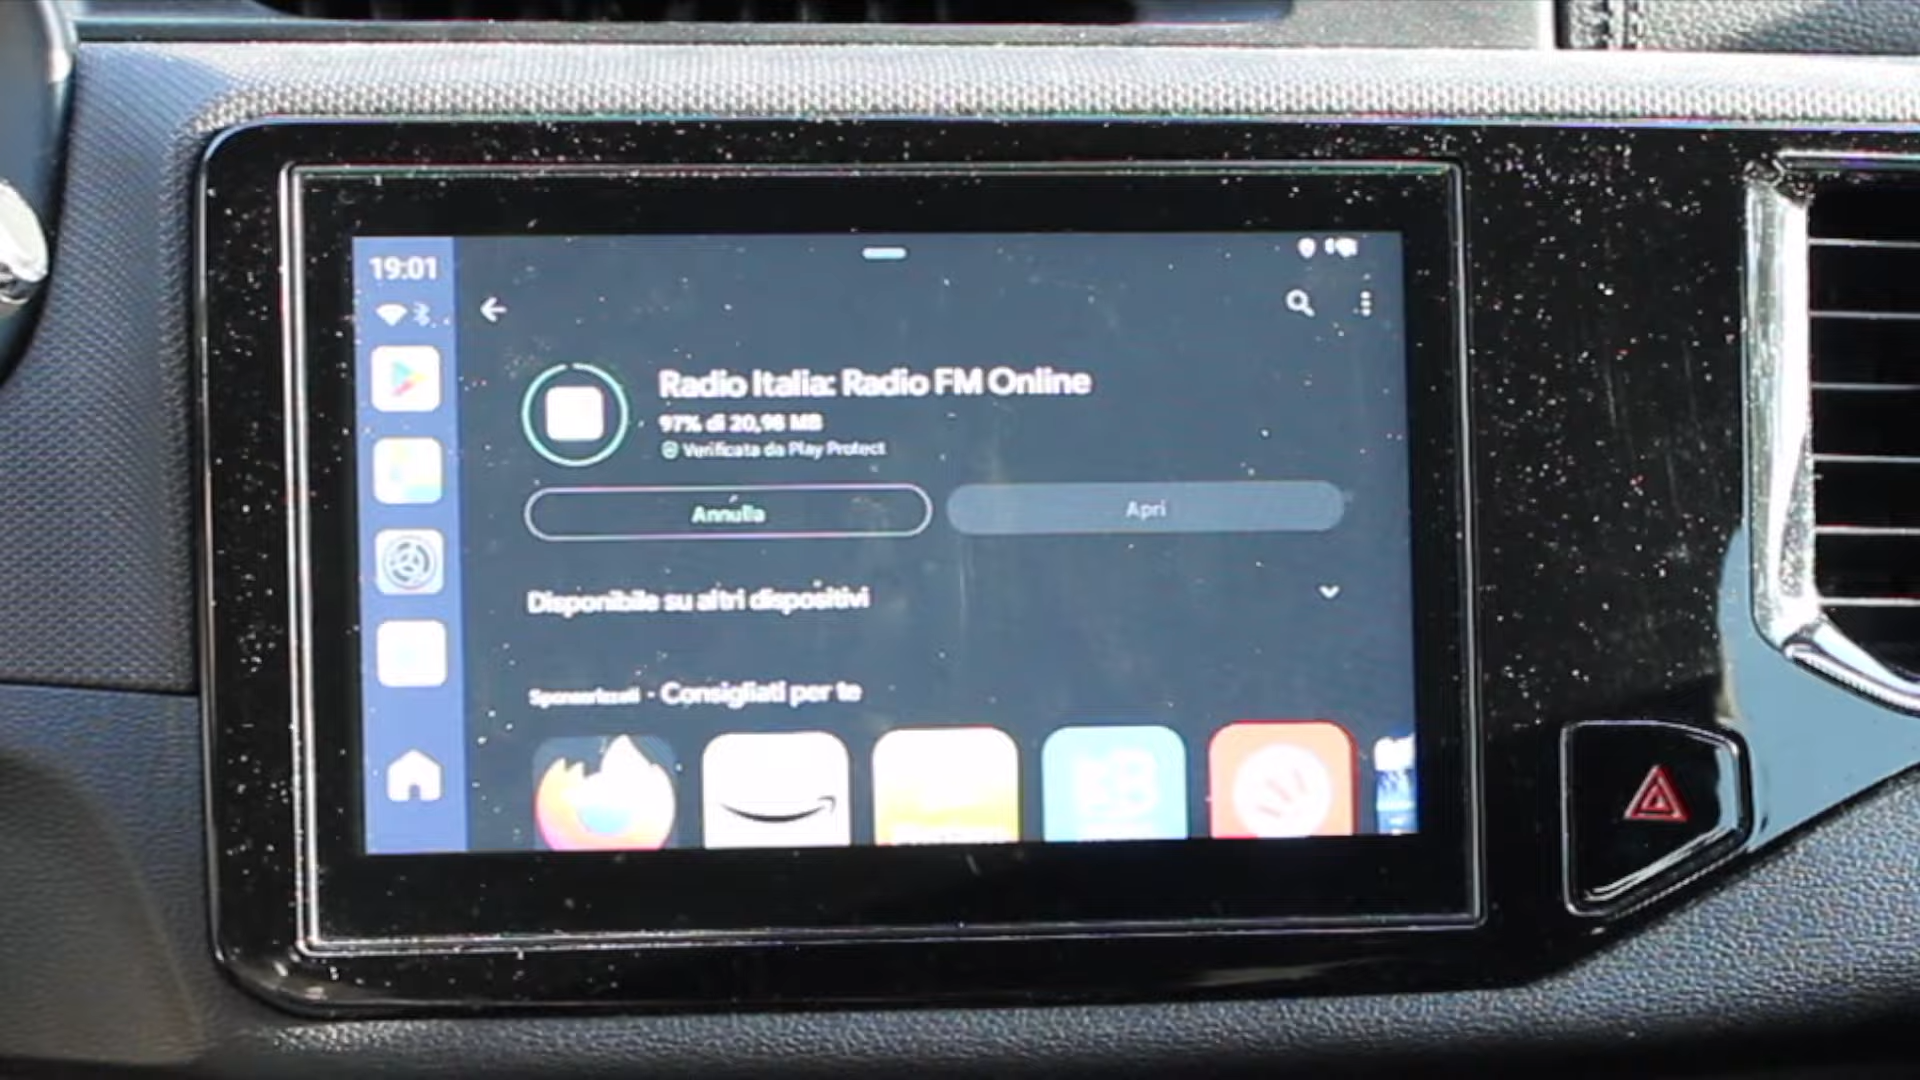 19:01
Radio Italia: Radio FM Online
97% di 20,98 MB
Verificata da Play Protect
Annulla
Apri
Disponibile su altri dispositivi
Sponsorizzati · Consigliati per te